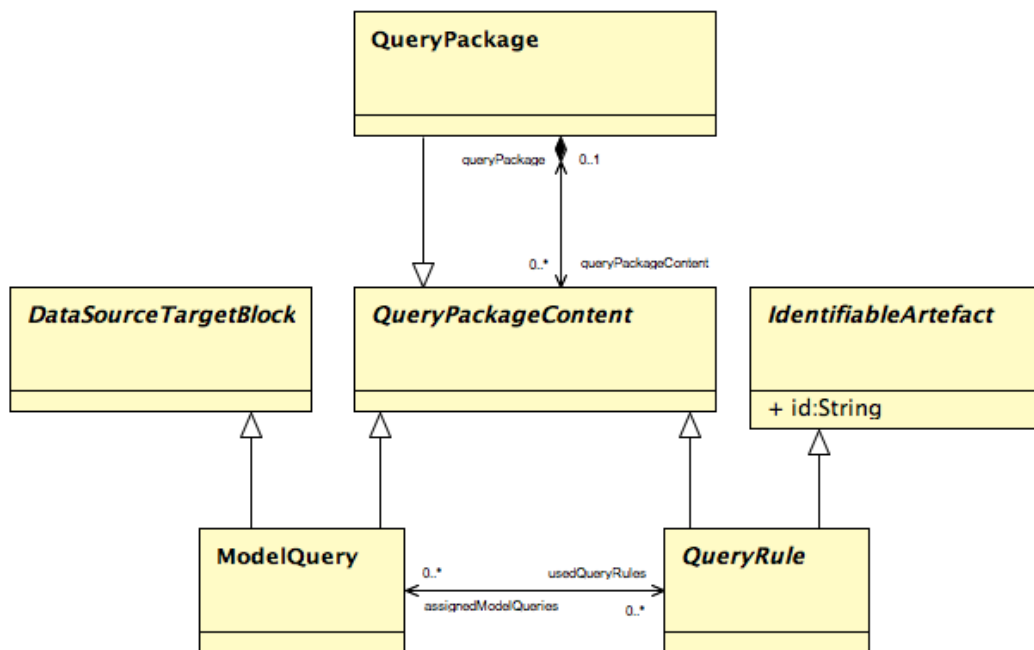 QueryPackage
queryPackage 0..1
0..* queryPackageContent
DataSourceTargetBlock
QueryPackageContent
IdentifiableArtefact
+ id:String
ModelQuery
QueryRule
0..* usedQueryRules
assignedModelQueries 0..*